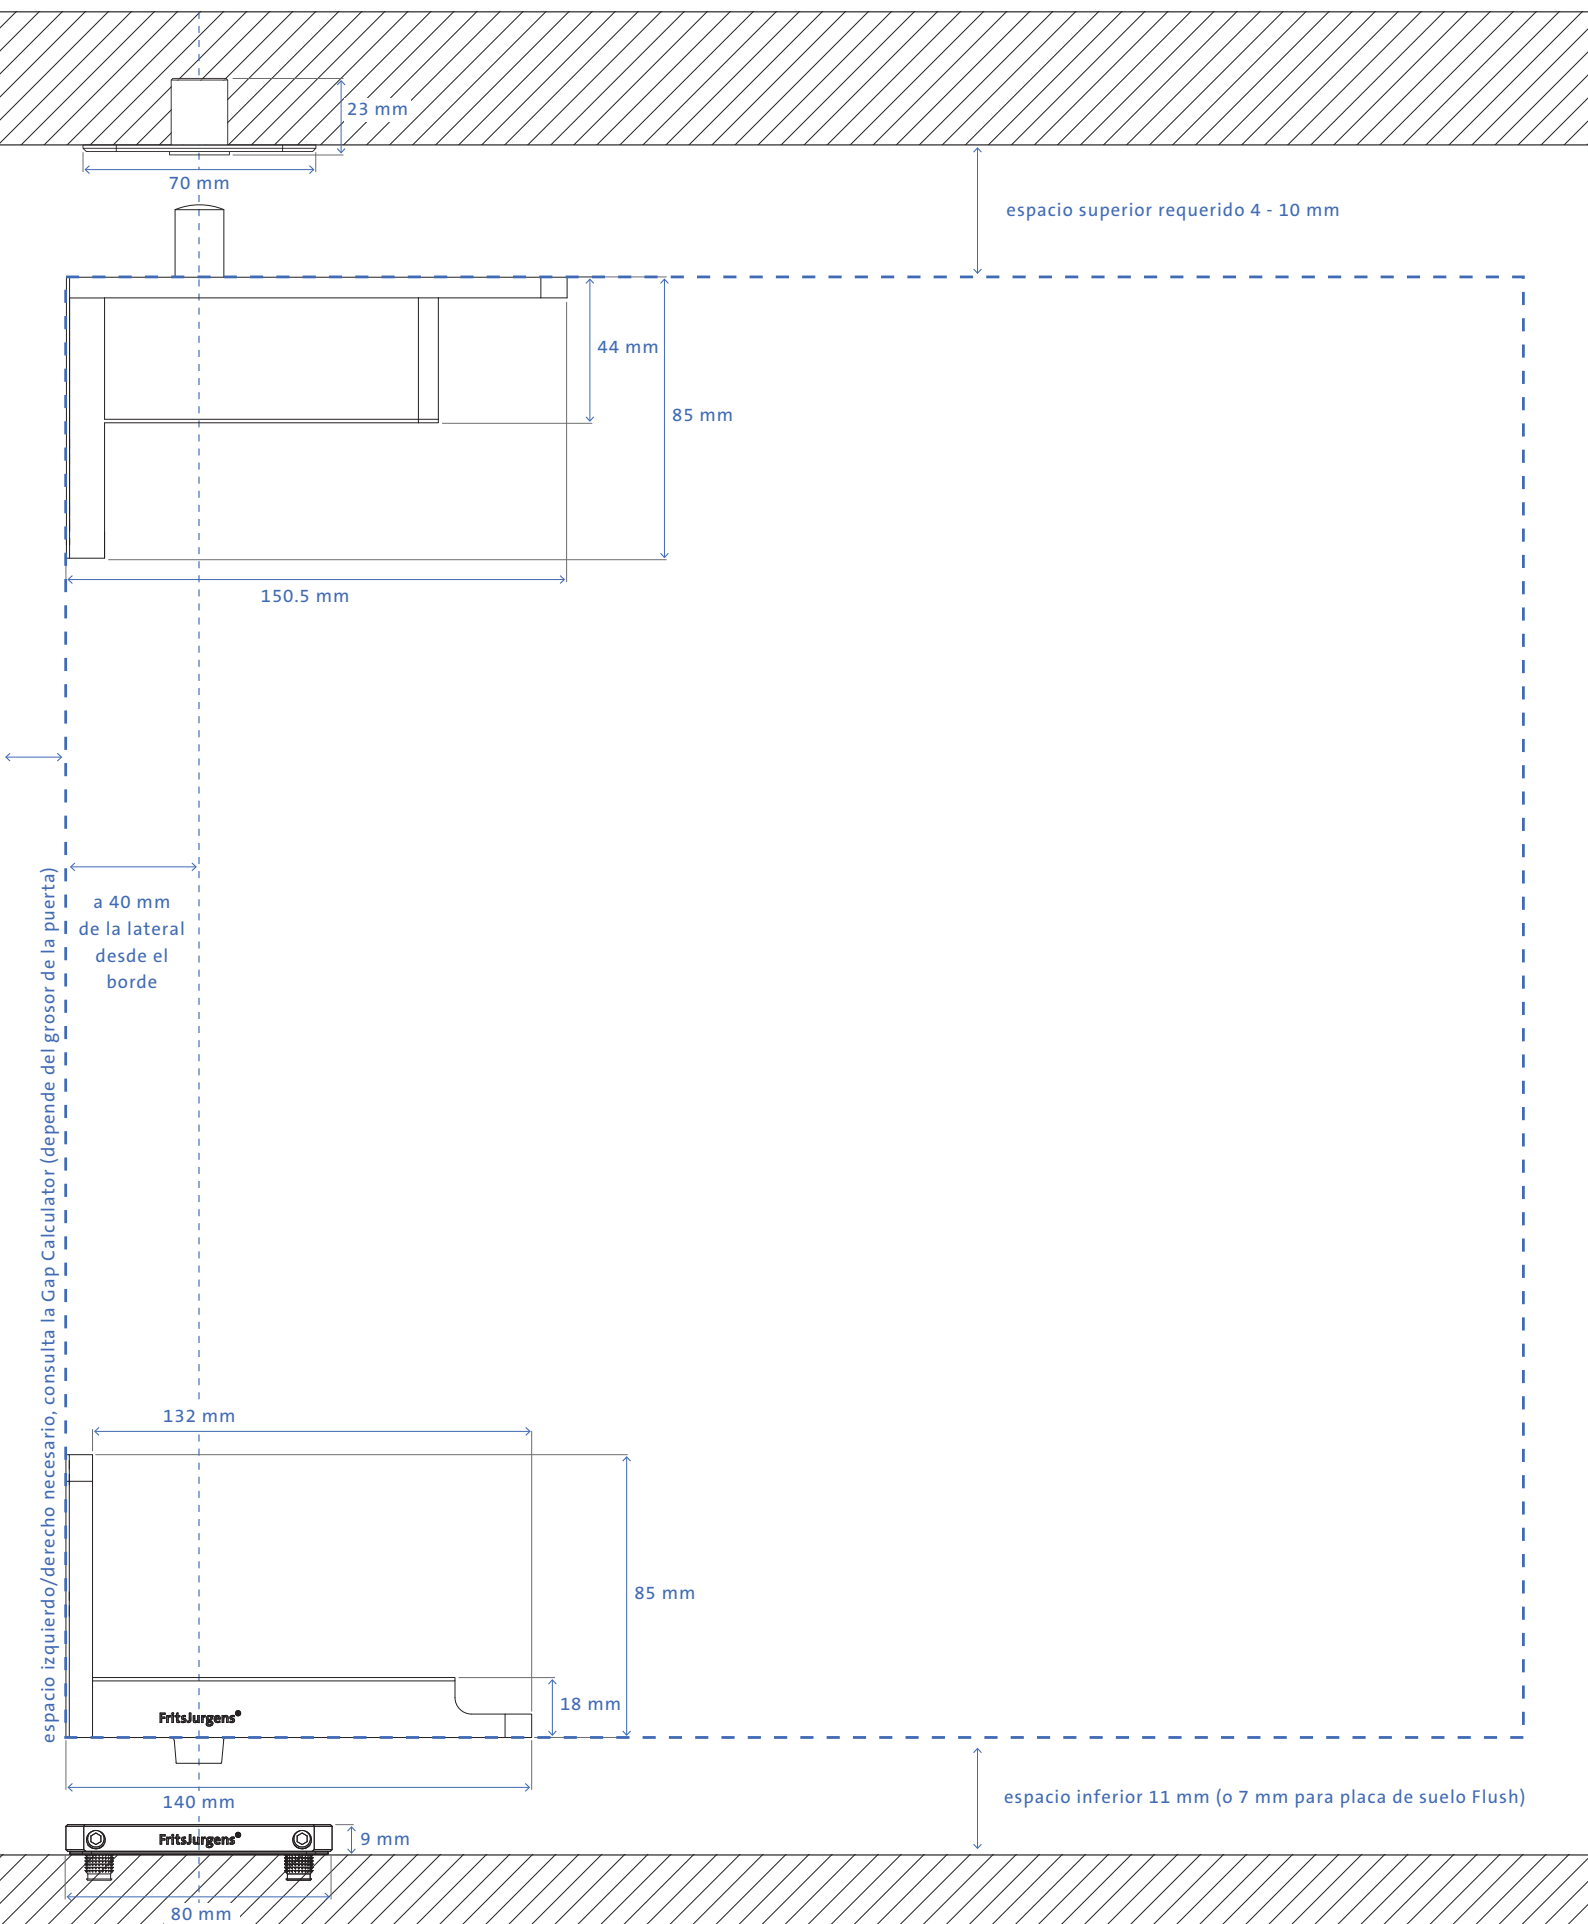 23 mm
70 mm
espacio superior requerido 4 - 10 mm
44 mm
85 mm
150.5 mm
a 40 mm
de la lateral
desde el
borde
espacio izquierdo/derecho necesario, consulta la Gap Calculator (depende del grosor de la puerta)
132 mm
85 mm
18 mm
FritsJurgens®
140 mm
espacio inferior 11 mm (o 7 mm para placa de suelo Flush)
FritsJurgens®
9 mm
80 mm